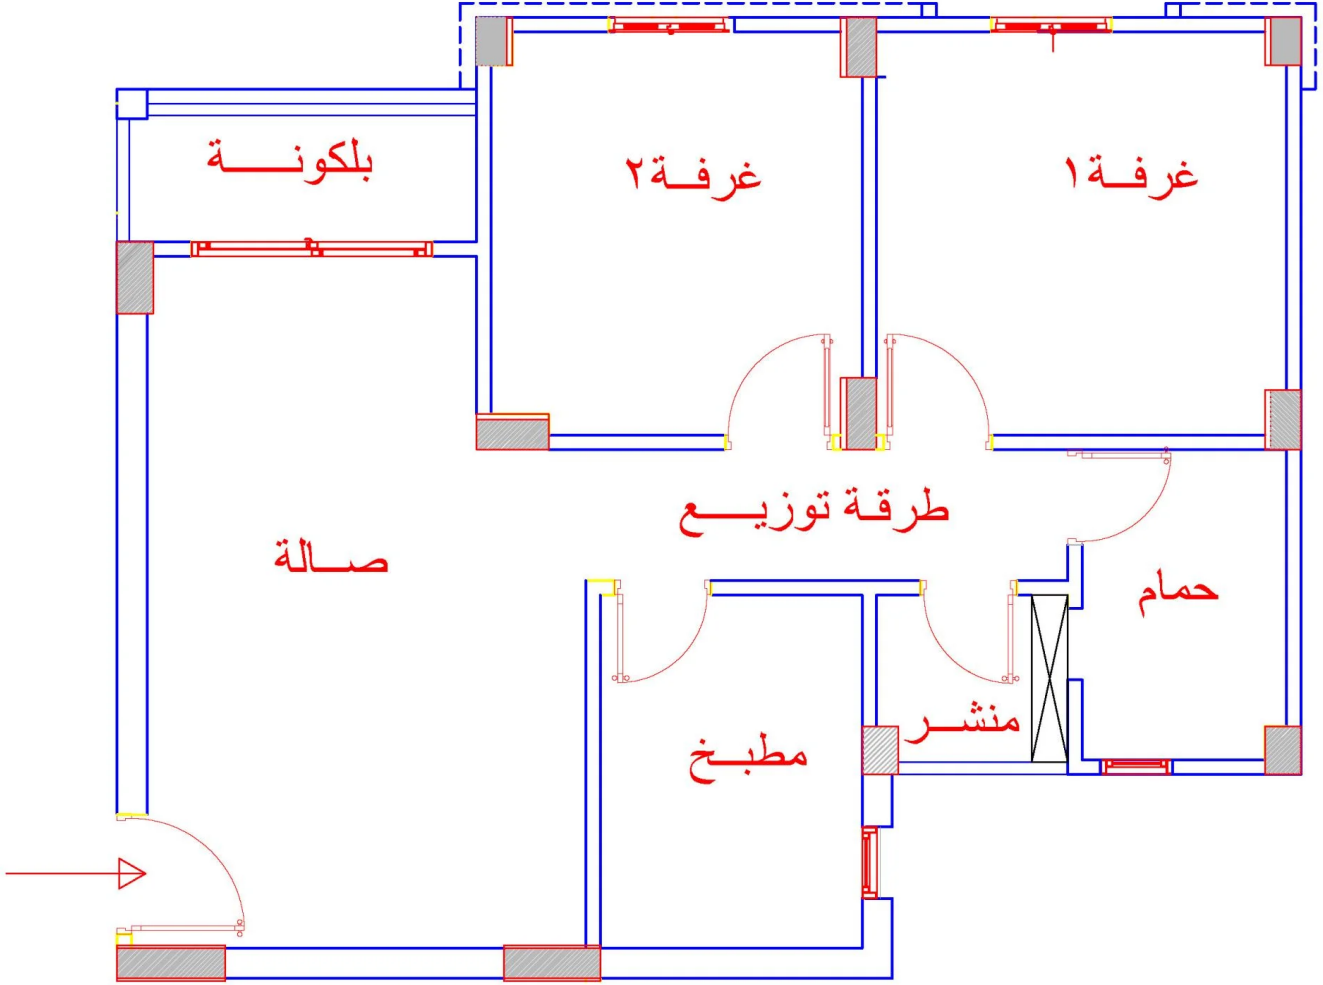 بلكونة
غرفة٢
غرفة١
طرقة توزيع
صالة
حمام
منشر
مطبخ